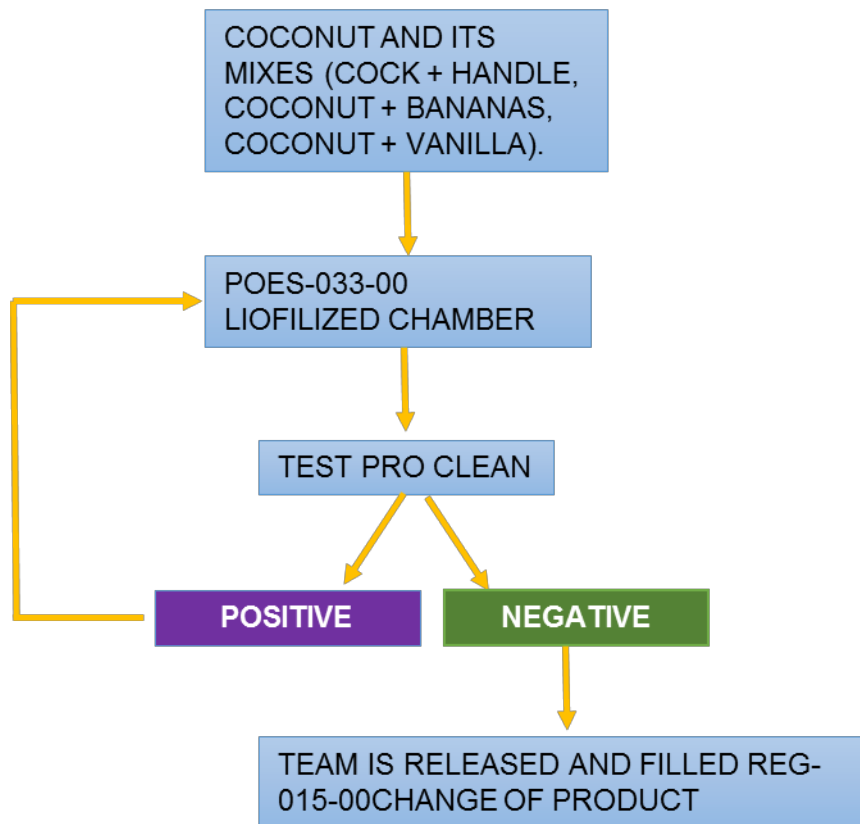 COCONUT AND ITS
MIXES (COCK + HANDLE,
COCONUT + BANANAS,
COCONUT + VANILLA).
POES-033-00
LIOFILIZED CHAMBER
TEST PRO CLEAN
POSITIVE
NEGATIVE
TEAM IS RELEASED AND FILLED REG-
015-00CHANGE OF PRODUCT